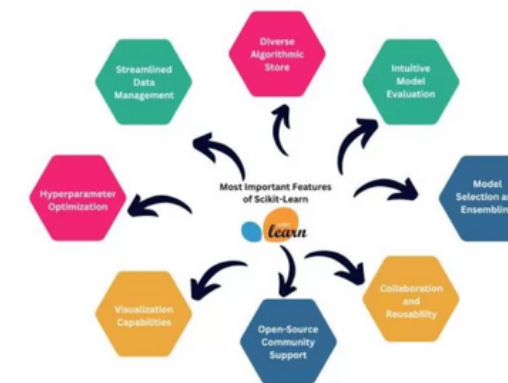 Diverse
Algorithmic
Store
Streamlined
Data
Management
Intuitive
Model
Evaluation
Most Important Features
of Scikit-Learn
learn
Hyperparameter
Optimization
Model
Selection an
Ensemblin
Visualization
Capabilities
Collaboration
and
Reusability
Open-Source
Community
Support